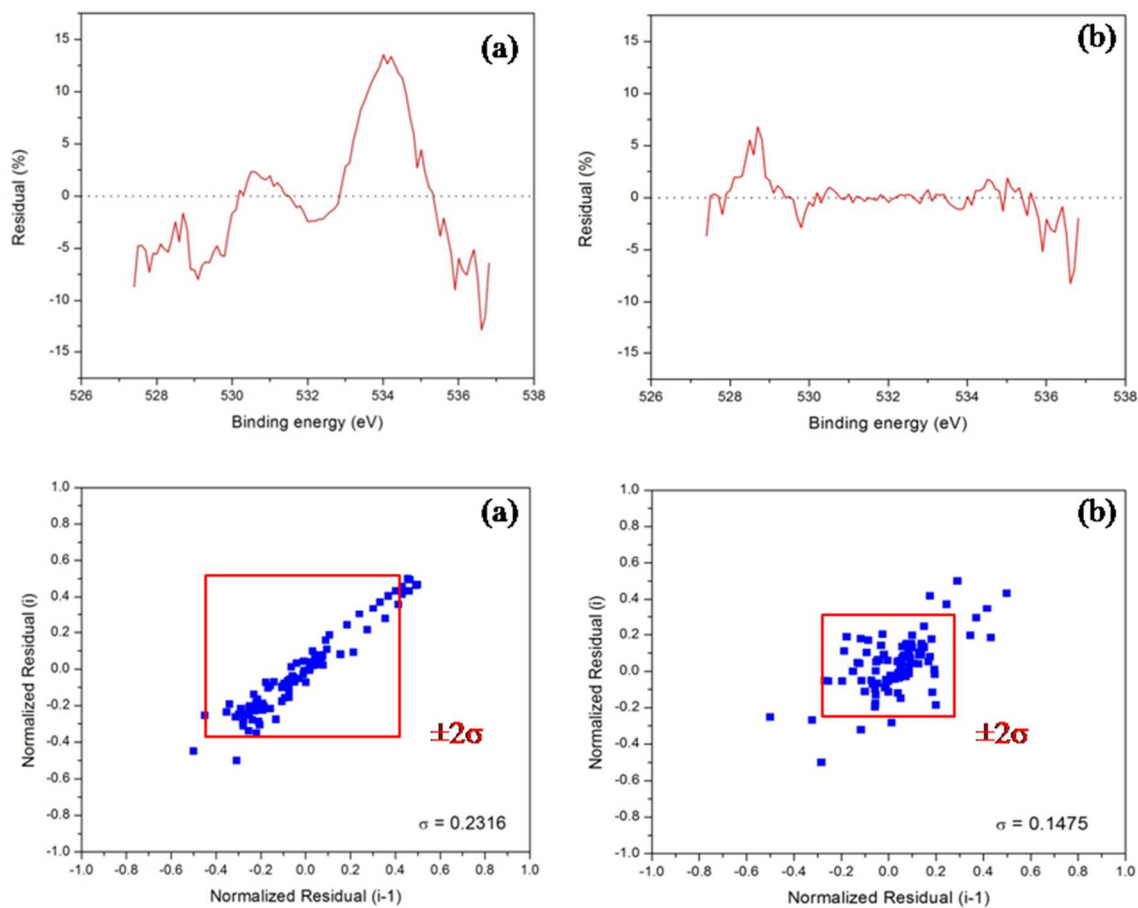 (a)
15
10
5
0
-5
-10
-15
Residual (%)
526 528 530 532 534 536 538
Binding energy (eV)
(b)
15
10
5
0
-5
-10
-15
Residual (%)
526 528 530 532 534 536 538
Binding energy (eV)
(a)
1.0
0.8
0.6
0.4
0.2
0.0
-0.2
-0.4
-0.6
-0.8
-1.0
Normalized Residual (i)
±2σ
σ = 0.2316
-1.0 -0.8 -0.6 -0.4 -0.2 0.0 0.2 0.4 0.6 0.8 1.0
Normalized Residual (i-1)
(b)
1.0
0.8
0.6
0.4
0.2
0.0
-0.2
-0.4
-0.6
-0.8
-1.0
Normalized Residual (i)
±2σ
σ = 0.1475
-1.0 -0.8 -0.6 -0.4 -0.2 0.0 0.2 0.4 0.6 0.8 1.0
Normalized Residual (i-1)